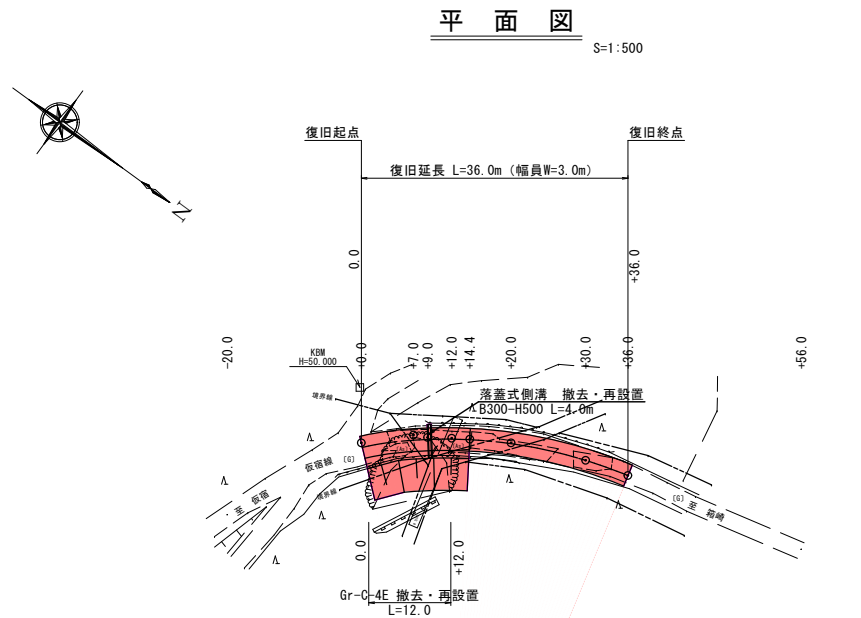 平面図
S=1:500
復旧起点
復旧終点
復旧延長 L=36.0m (幅員W=3.0m)
N
0.0
+36.0
-20.0
KBM
H=50.000
+0.0
+7.0
+9.0
+12.0
+14.4
+20.0
+30.0
+36.0
+56.0
境界線
落蓋式側溝 撤去・再設置
B300-H500 L=4.0m
仮宿線
(G)
至 仮宿
境界線
(G)
至 箱崎
0.0
+12.0
Gr-C-4E 撤去・再設置
L=12.0